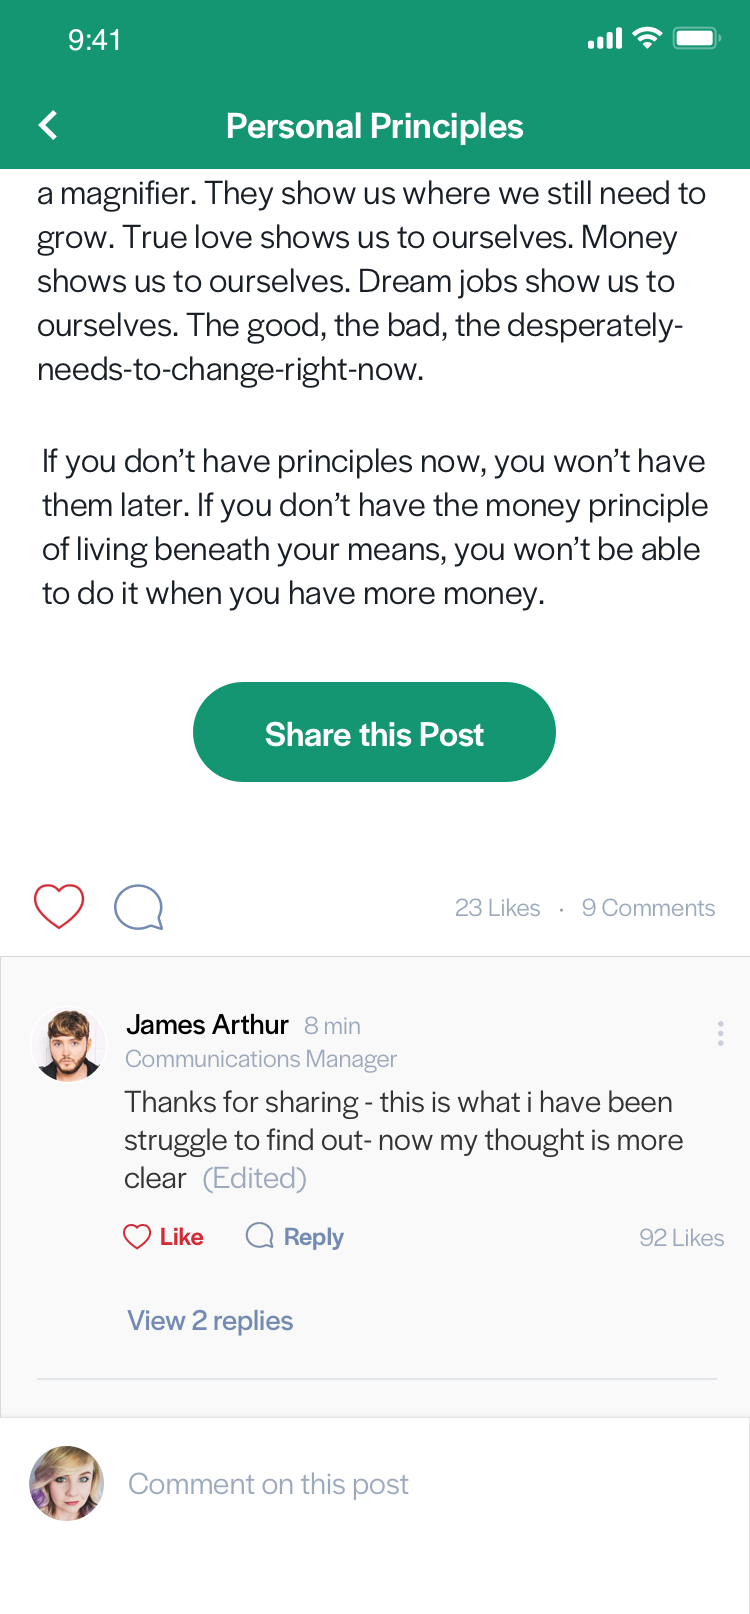 9:41
Personal Principles
a magnifier. They show us where we still need to
grow. True love shows us to ourselves. Money
shows us to ourselves. Dream jobs show us to
ourselves. The good, the bad, the desperately-
needs-to-change-right-now.
If you don’t have principles now, you won’t have
them later. If you don’t have the money principle
of living beneath your means, you won’t be able
to do it when you have more money.
Share this Post
23 Likes · 9 Comments
James Arthur 8 min
Communications Manager
Thanks for sharing - this is what i have been
struggle to find out- now my thought is more
clear (Edited)
Like Reply 92 Likes
View 2 replies
Comment on this post